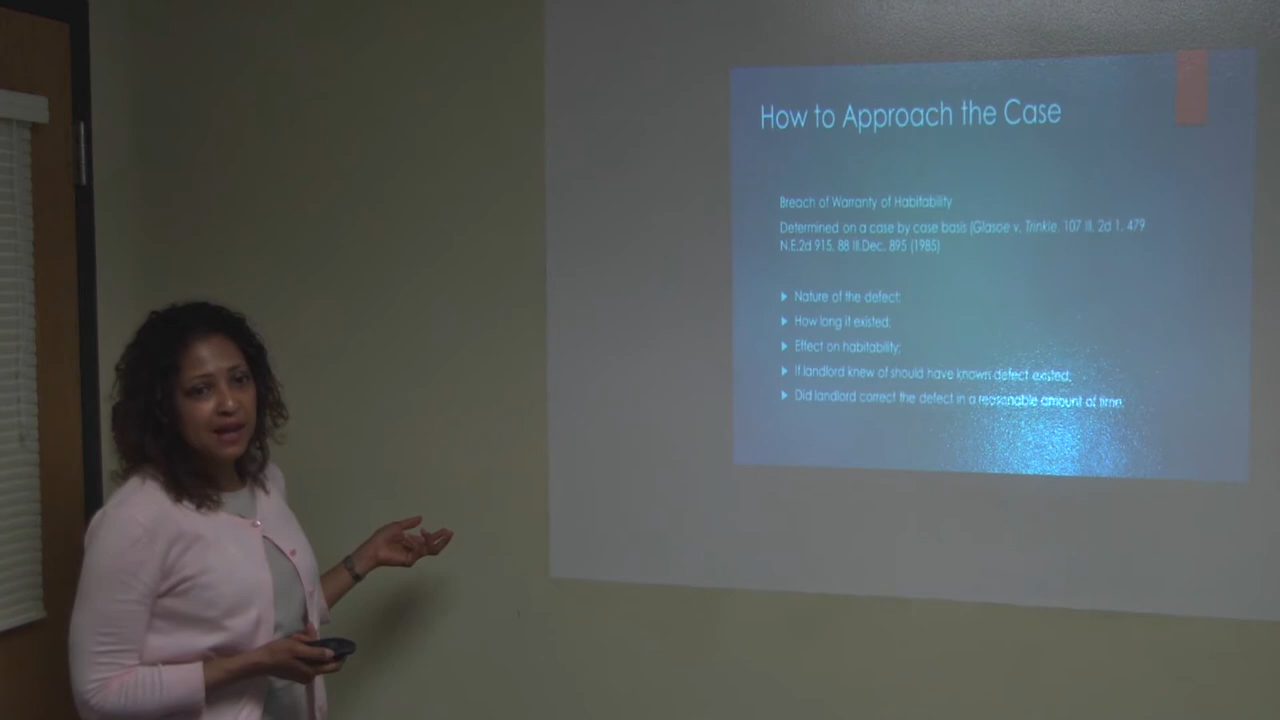 How to Approach the Case
Breach of Warranty of Habitability
Determined on a case by case basis (Glasoe v. Trinkle, 107 Ill. 2d 1, 479
N.E.2d 915, 88 Ill.Dec. 895 (1985)
Nature of the defect;
How long it existed;
Effect on habitability;
If landlord knew of should have known defect existed;
Did landlord correct the defect in a reasonable amount of time.